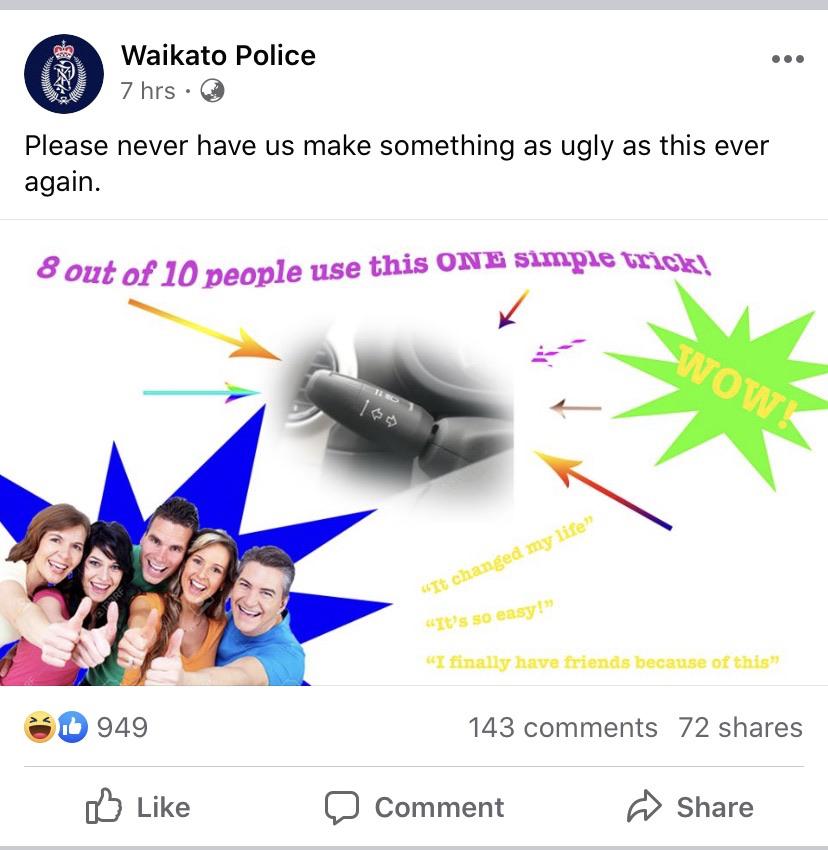 Waikato Police
7 hrs ·
Please never have us make something as ugly as this ever
again.
8 out of 10 people use this ONE simple trick!
WOW!
"It changed my life"
"It's so easy!"
"I finally have friends because of this"
949
143 comments 72 shares
Like Comment Share